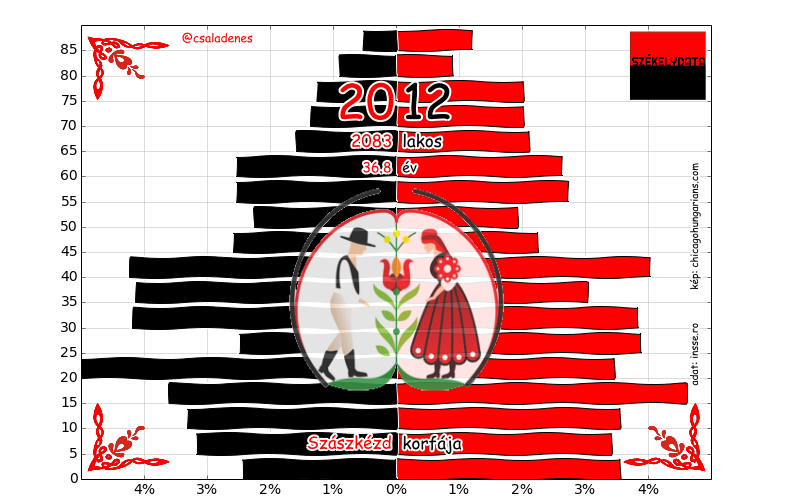 @csaladenes
SZÉKELYDATA
2012
2083 lakos
36.8 év
kép: chicagohungarians.com
adat: insse.ro
Szászkézd korfája
85
80
75
70
65
60
55
50
45
40
35
30
25
20
15
10
5
0
4% 3% 2% 1% 0% 1% 2% 3% 4%